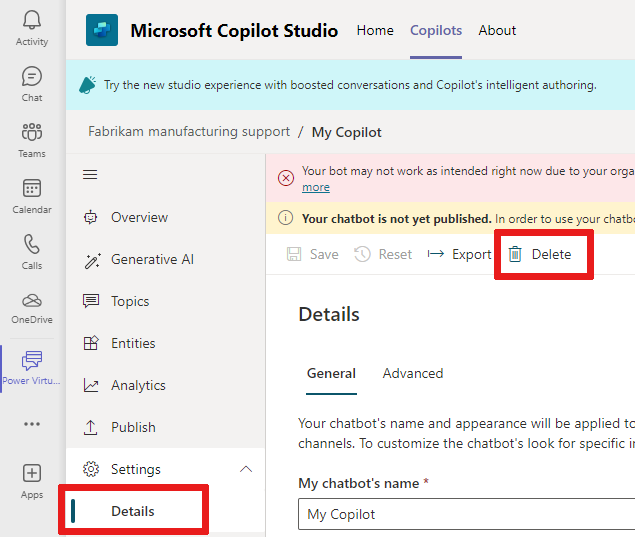 Activity
Chat
Teams
Calendar
Calls
OneDrive
Power Virtu...
Apps
Microsoft Copilot Studio Home Copilots About
Try the new studio experience with boosted conversations and Copilot's intelligent authoring.
Fabrikam manufacturing support / My Copilot
Overview
Generative AI
Topics
Entities
Analytics
Publish
Settings
Details
Your bot may not work as intended right now due to your orga
more
Your chatbot is not yet published. In order to use your chatbo
Save Reset Export Delete
Details
General Advanced
Your chatbot's name and appearance will be applied to
channels. To customize the chatbot's look for specific in
My chatbot's name *
My Copilot